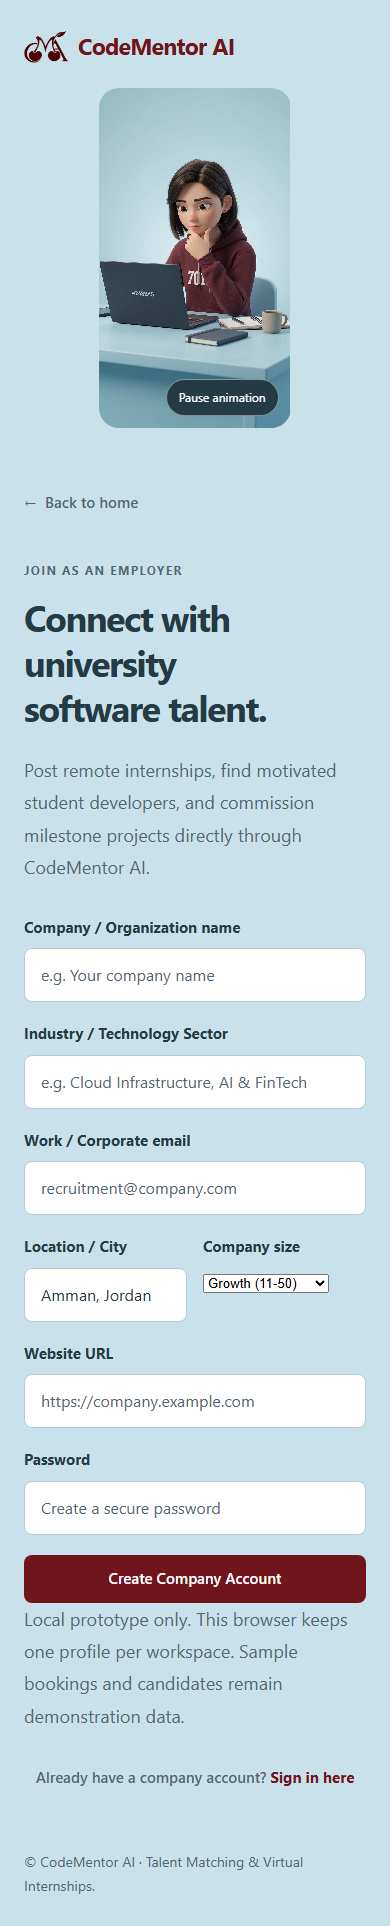 CodeMentor AI
701
Pause animation
← Back to home
JOIN AS AN EMPLOYER
Connect with
university
software talent.
Post remote internships, find motivated
student developers, and commission
milestone projects directly through
CodeMentor AI.
Company / Organization name
e.g. Your company name
Industry / Technology Sector
e.g. Cloud Infrastructure, AI & FinTech
Work / Corporate email
recruitment@company.com
Location / City
Company size
Amman, Jordan
Growth (11-50)
Website URL
https://company.example.com
Password
Create a secure password
Create Company Account
Local prototype only. This browser keeps
one profile per workspace. Sample
bookings and candidates remain
demonstration data.
Already have a company account? Sign in here
© CodeMentor AI · Talent Matching & Virtual
Internships.